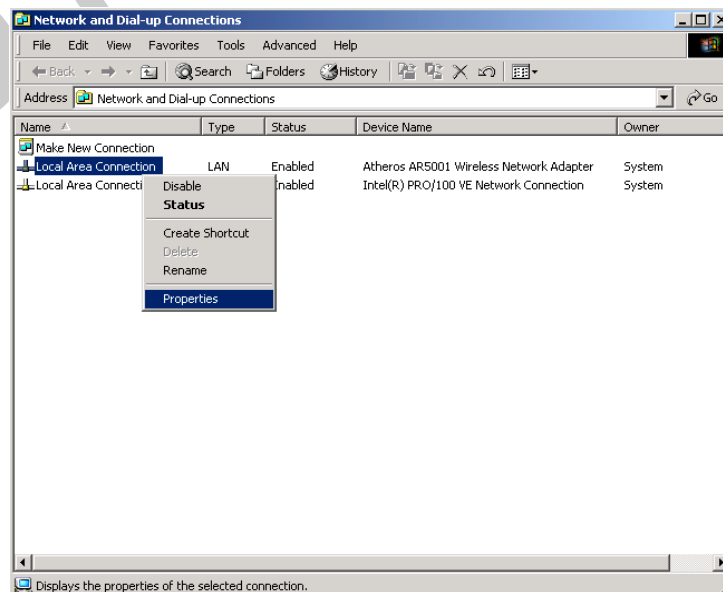 Network and Dial-up Connections
File Edit View Favorites Tools Advanced Help
Back Search Folders History
Address Network and Dial-up Connections Go
Name Type Status Device Name Owner
Make New Connection
Local Area Connection LAN Enabled Atheros AR5001 Wireless Network Adapter System
Local Area Connecti nabled Intel(R) PRO/100 VE Network Connection System
Disable
Status
Create Shortcut
Delete
Rename
Properties
Displays the properties of the selected connection.